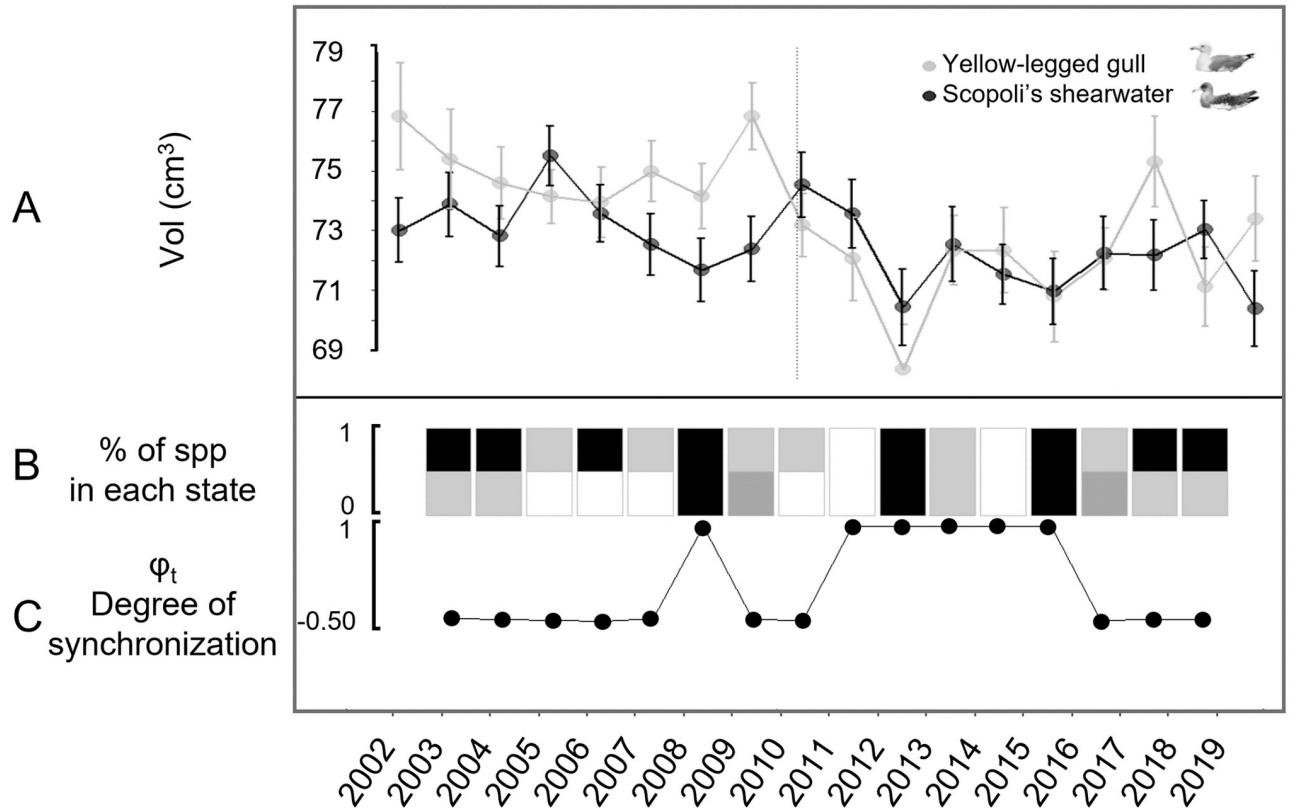 79
77
75
73
71
69
A
Vol (cm³)
Yellow-legged gull
Scopoli's shearwater
B
% of spp
in each state
1
0
C
φt
Degree of
synchronization
1
-0.50
2002
2003
2004
2005
2006
2007
2008
2009
2010
2011
2012
2013
2014
2015
2016
2017
2018
2019